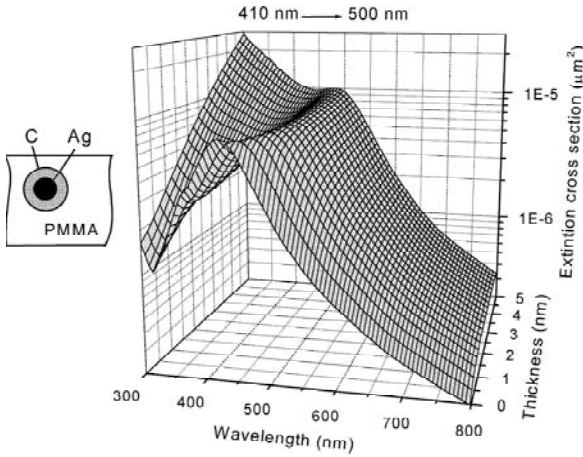 410 nm → 500 nm
C Ag
PMMA
1E-5
1E-6
Extintion cross section (μm²)
5
4
3
2
1
0
Thickness (nm)
300 400 500 600 700 800
Wavelength (nm)